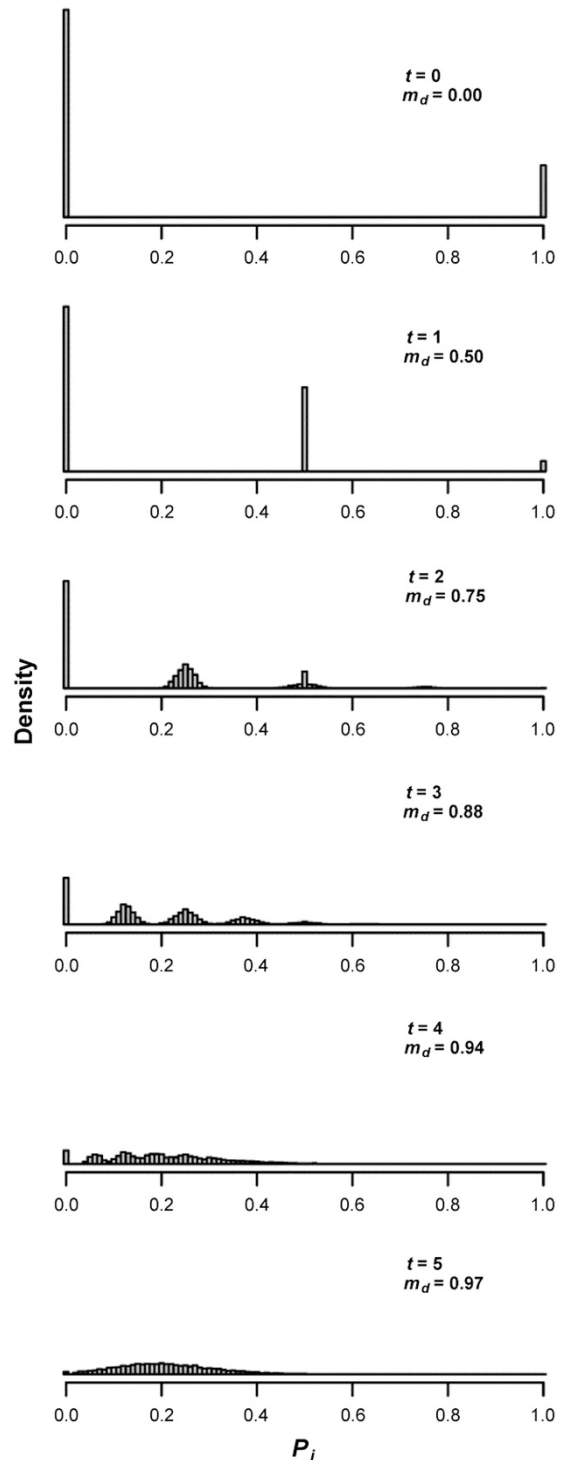 t = 0
m_d = 0.00
0.0 0.2 0.4 0.6 0.8 1.0
t = 1
m_d = 0.50
0.0 0.2 0.4 0.6 0.8 1.0
t = 2
m_d = 0.75
0.0 0.2 0.4 0.6 0.8 1.0
Density
t = 3
m_d = 0.88
0.0 0.2 0.4 0.6 0.8 1.0
t = 4
m_d = 0.94
0.0 0.2 0.4 0.6 0.8 1.0
t = 5
m_d = 0.97
0.0 0.2 0.4 0.6 0.8 1.0
P_i